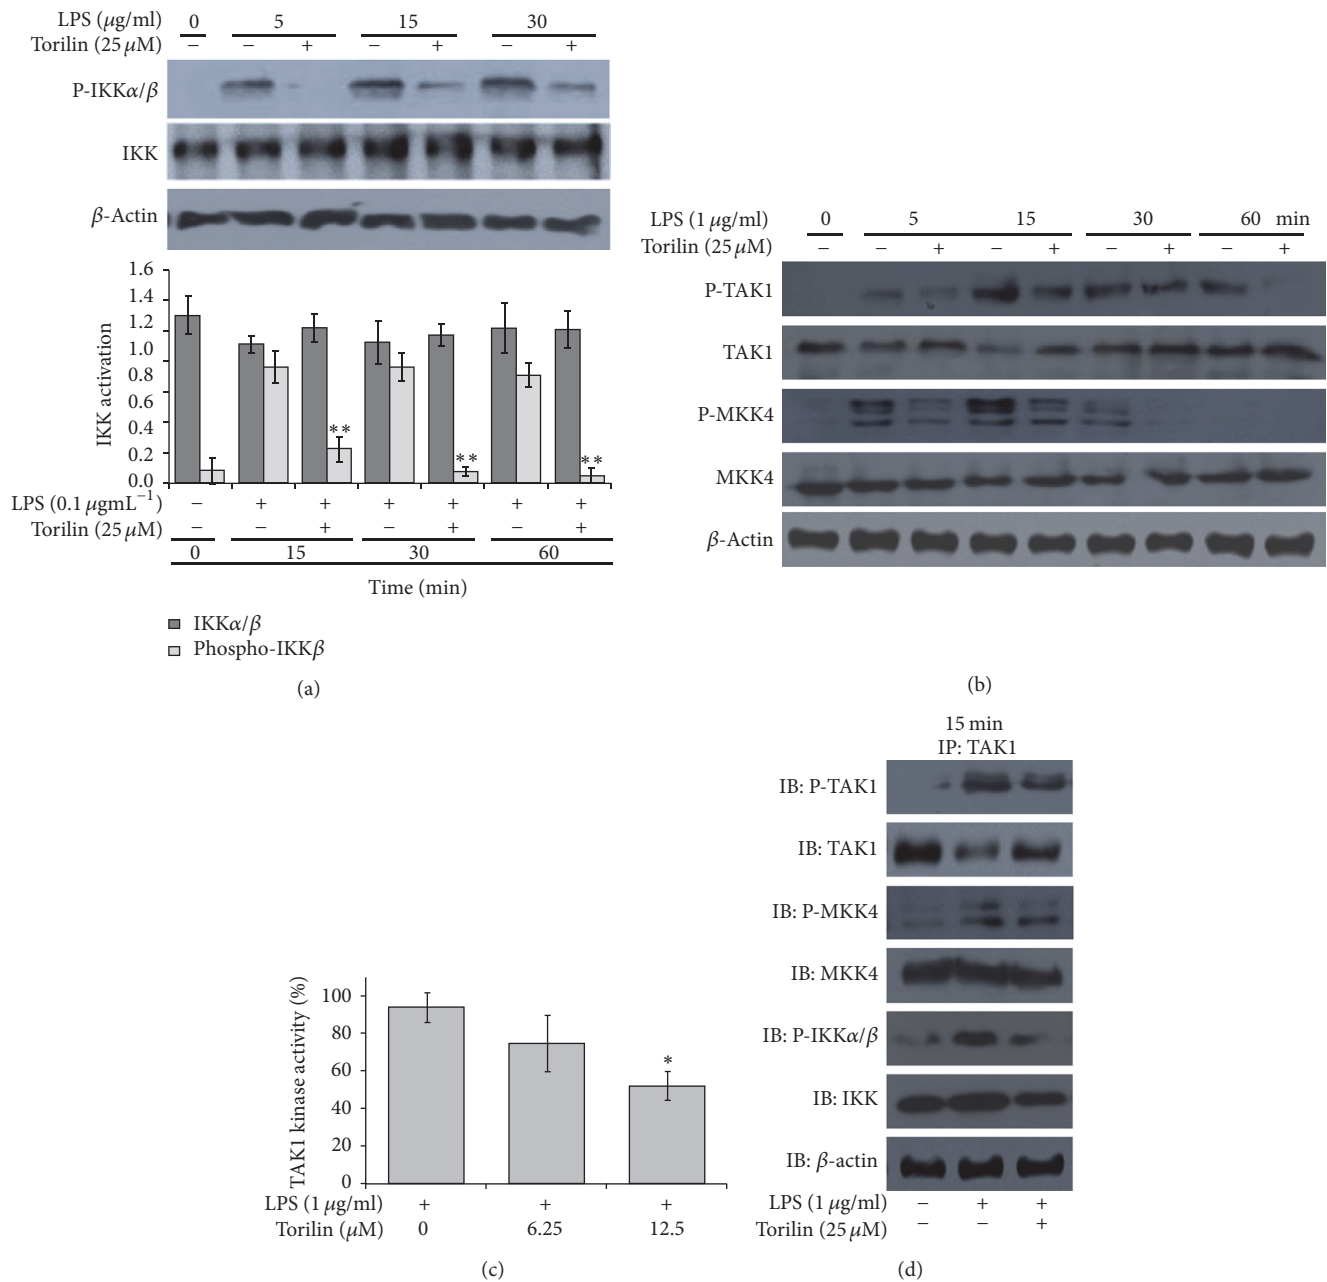 LPS (μg/ml) 0 5 15 30
Torilin (25 μM) − − + − + − +
P-IKKα/β
IKK
β-Actin
1.6
1.4
1.2
1.0
0.8
0.6
0.4
0.2
0.0
IKK activation
** ** **
LPS (0.1 μgmL⁻¹) − + + + + + +
Torilin (25 μM) − − + − + − +
0 15 30 60
Time (min)
IKKα/β
Phospho-IKKβ
(a)
LPS (1 μg/ml) 0 5 15 30 60 min
Torilin (25 μM) − − + − + − + − +
P-TAK1
TAK1
P-MKK4
MKK4
β-Actin
(b)
TAK1 kinase activity (%)
100
80
60
40
20
0
*
LPS (1 μg/ml) + + +
Torilin (μM) 0 6.25 12.5
(c)
15 min
IP: TAK1
IB: P-TAK1
IB: TAK1
IB: P-MKK4
IB: MKK4
IB: P-IKKα/β
IB: IKK
IB: β-actin
LPS (1 μg/ml) − + +
Torilin (25 μM) − − +
(d)